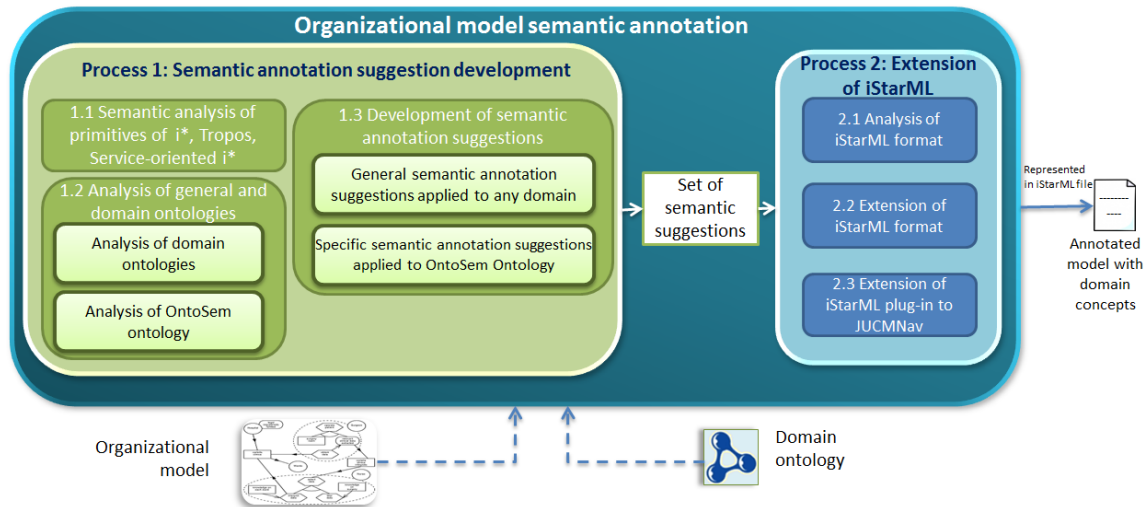 Organizational model semantic annotation
Process 1: Semantic annotation suggestion development
1.1 Semantic analysis of
primitives of i*, Tropos,
Service-oriented i*
1.2 Analysis of general and
domain ontologies
Analysis of domain
ontologies
Analysis of OntoSem
ontology
1.3 Development of semantic
annotation suggestions
General semantic annotation
suggestions applied to any domain
Specific semantic annotation suggestions
applied to OntoSem Ontology
Set of
semantic
suggestions
Process 2: Extension
of iStarML
2.1 Analysis of
iStarML format
2.2 Extension of
iStarML format
2.3 Extension of
iStarML plug-in to
JUCMNav
Represented
in iStarML file
Annotated
model with
domain
concepts
Organizational
model
Domain
ontology